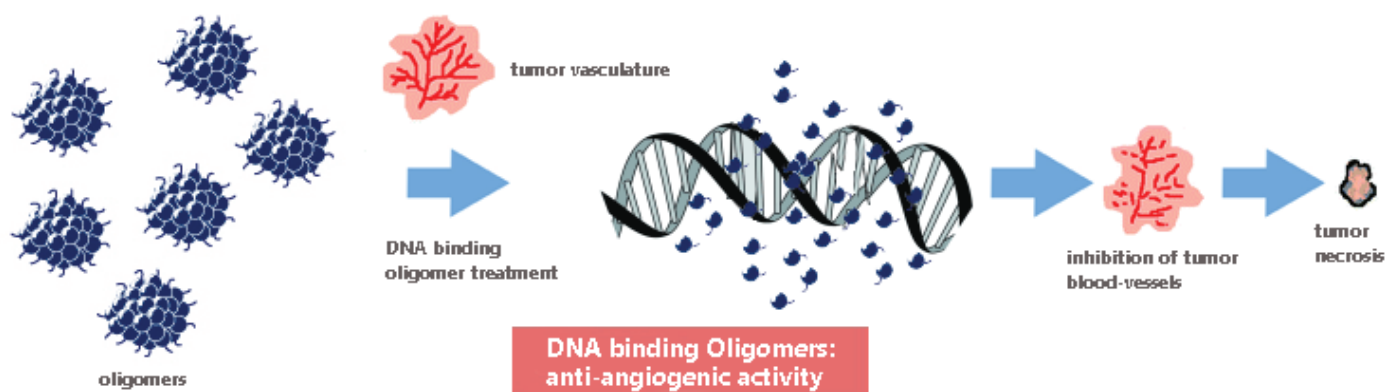 tumor vasculature
DNA binding
oligomer treatment
inhibition of tumor
blood-vessels
tumor
necrosis
oligomers
DNA binding Oligomers:
anti-angiogenic activity